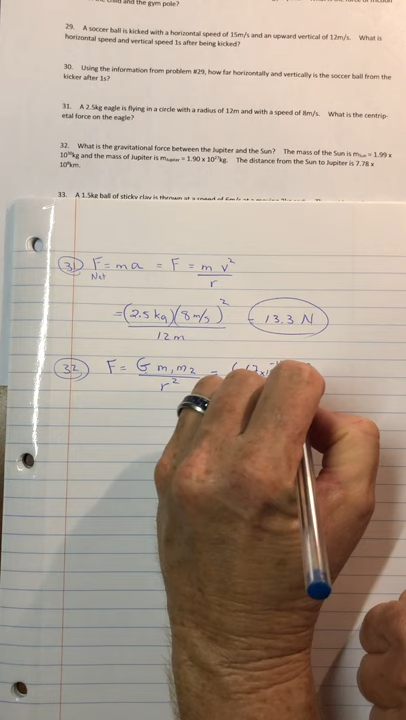 and the gym pole?
29. A soccer ball is kicked with a horizontal speed of 15m/s and an upward vertical of 12m/s. What is
horizontal speed and vertical speed 1s after being kicked?
30. Using the information from problem #29, how far horizontally and vertically is the soccer ball from the
kicker after 1s?
31. A 2.5kg eagle is flying in a circle with a radius of 12m and with a speed of 8m/s. What is the centrip-
etal force on the eagle?
32. What is the gravitational force between the Jupiter and the Sun? The mass of the Sun is mSun = 1.99 x
10³⁰kg and the mass of Jupiter is mJupiter = 1.90 x 10²⁷kg. The distance from the Sun to Jupiter is 7.78 x
10⁸km.
33. A 1.5kg ball of sticky clay is thrown at a speed of
31 F = ma = F = m v²
Net r
= (2.5 kg)(8 m/s)² = 13.3 N
12 m
32 F = G m₁ m₂ =
r²